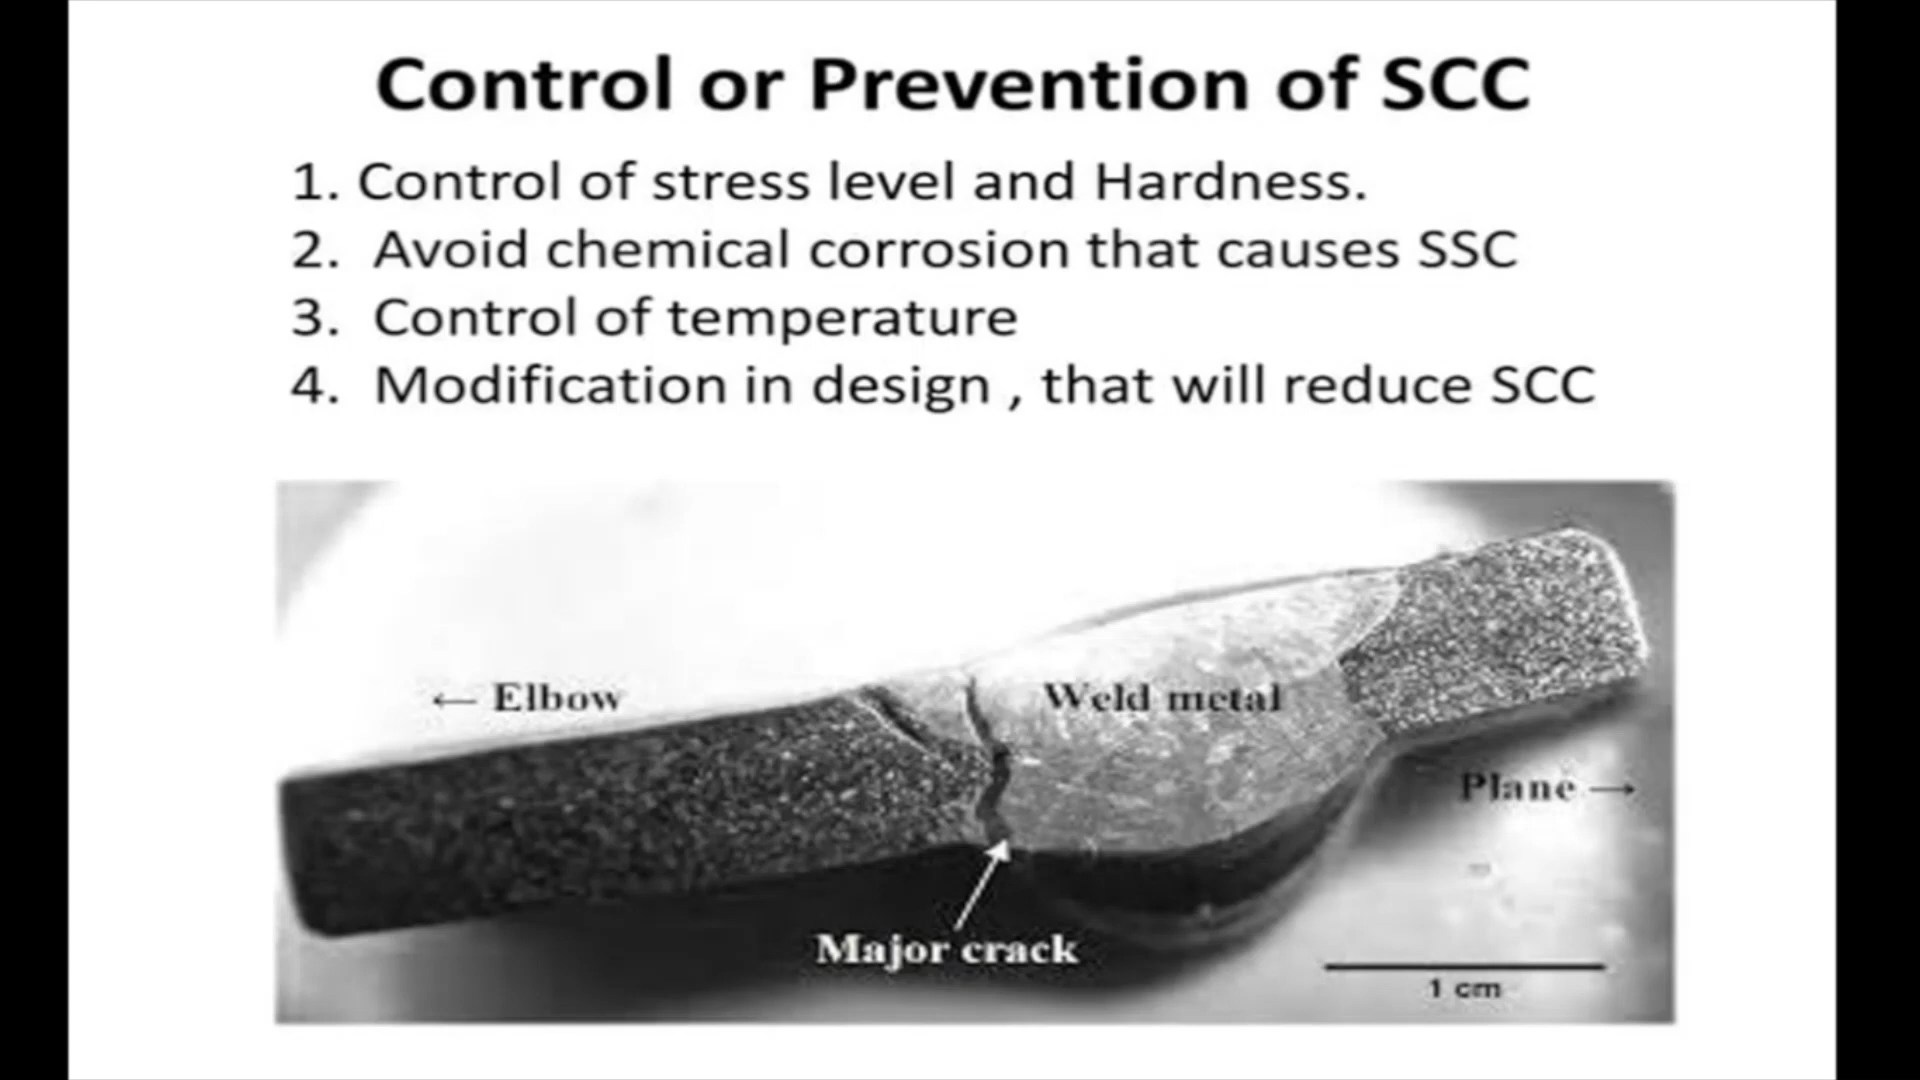 Control or Prevention of SCC
1. Control of stress level and Hardness.
2. Avoid chemical corrosion that causes SSC
3. Control of temperature
4. Modification in design , that will reduce SCC
← Elbow
Weld metal
Plane →
Major crack
1 cm